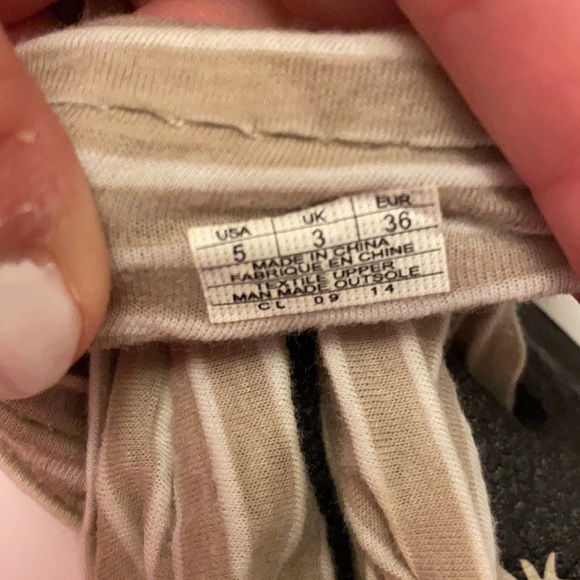 USA UK EUR
5 3 36
MADE IN CHINA
FABRIQUE EN CHINE
TEXTILE UPPER
MAN MADE OUTSOLE
CL 09 14